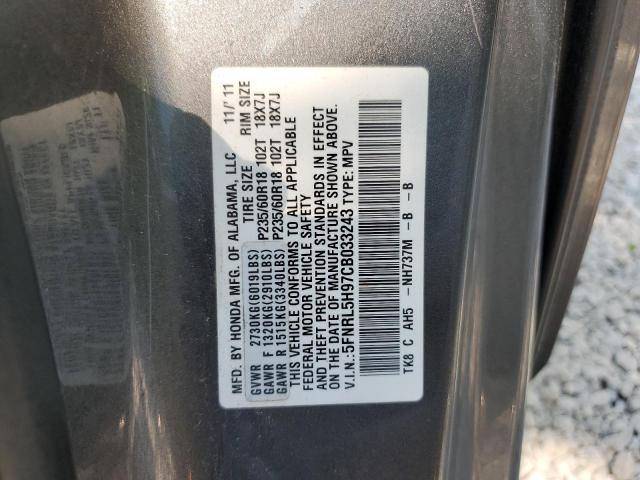 MFD. BY HONDA MFG. OF ALABAMA, LLC 11/'11
TIRE SIZE RIM SIZE
GVWR 2730KG(6019LBS)
GAWR F 1315KG(2910LBS) P235/60R18 102T 18X7J
GAWR R 1515KG(3340LBS) P235/60R18 102T 18X7J
THIS VEHICLE CONFORMS TO ALL APPLICABLE
FEDERAL MOTOR VEHICLE SAFETY
AND THEFT PREVENTION STANDARDS IN EFFECT
ON THE DATE OF MANUFACTURE SHOWN ABOVE.
V.I.N.:5FNRL5H97CB033243 TYPE: MPV
TK8 C AH5 - NH737M - B - B